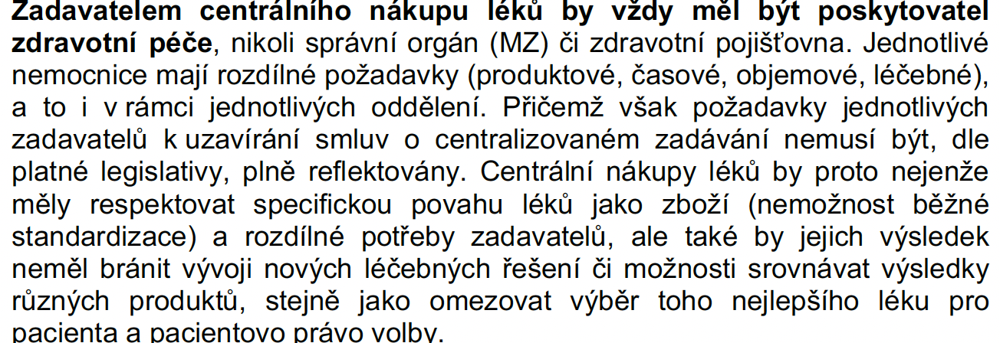 Zadavatelem centrálního nákupu léků by vždy měl být poskytovatel
zdravotní péče, nikoli správní orgán (MZ) či zdravotní pojišťovna. Jednotlivé
nemocnice mají rozdílné požadavky (produktové, časové, objemové, léčebné),
a to i v rámci jednotlivých oddělení. Přičemž však požadavky jednotlivých
zadavatelů k uzavírání smluv o centralizovaném zadávání nemusí být, dle
platné legislativy, plně reflektovány. Centrální nákupy léků by proto nejenže
měly respektovat specifickou povahu léků jako zboží (nemožnost běžné
standardizace) a rozdílné potřeby zadavatelů, ale také by jejich výsledek
neměl bránit vývoji nových léčebných řešení či možnosti srovnávat výsledky
různých produktů, stejně jako omezovat výběr toho nejlepšího léku pro
pacienta a pacientovo právo volby.